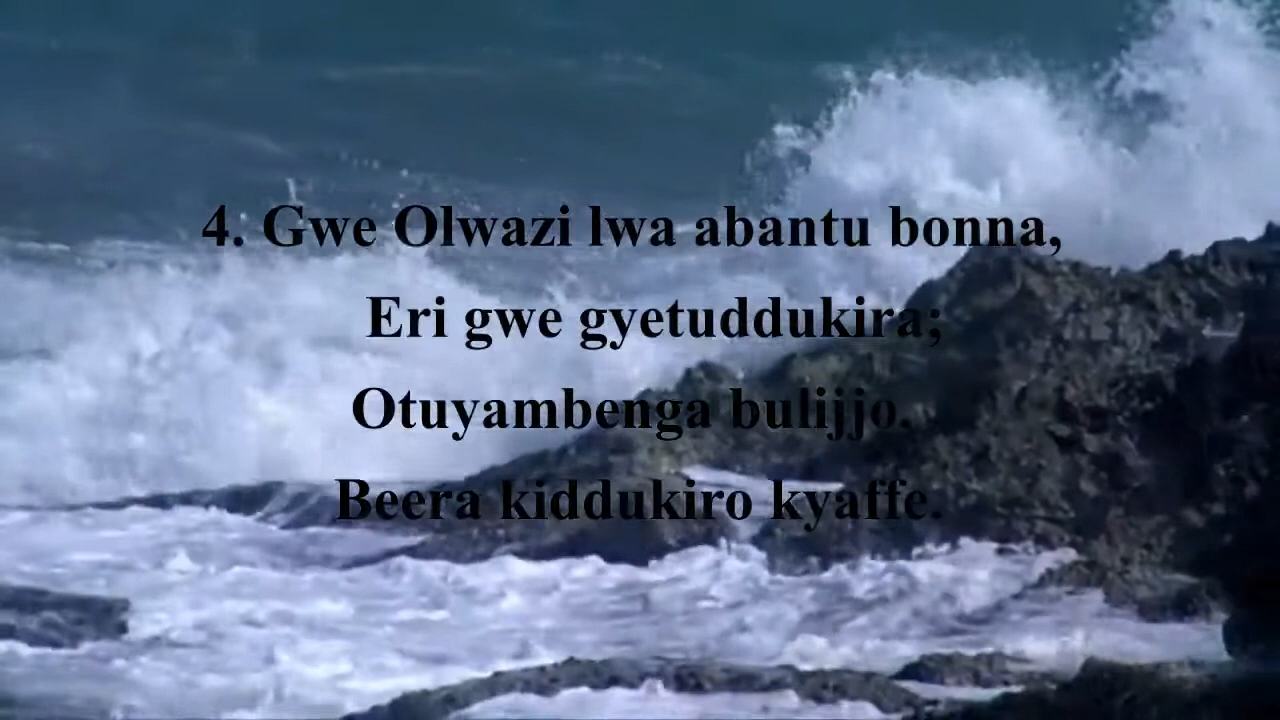 4. Gwe Olwazi lwa abantu bonna,
Eri gwe gyetuddukira;
Otuyambenga bulijjo.
Beera kiddukiro kyaffe.